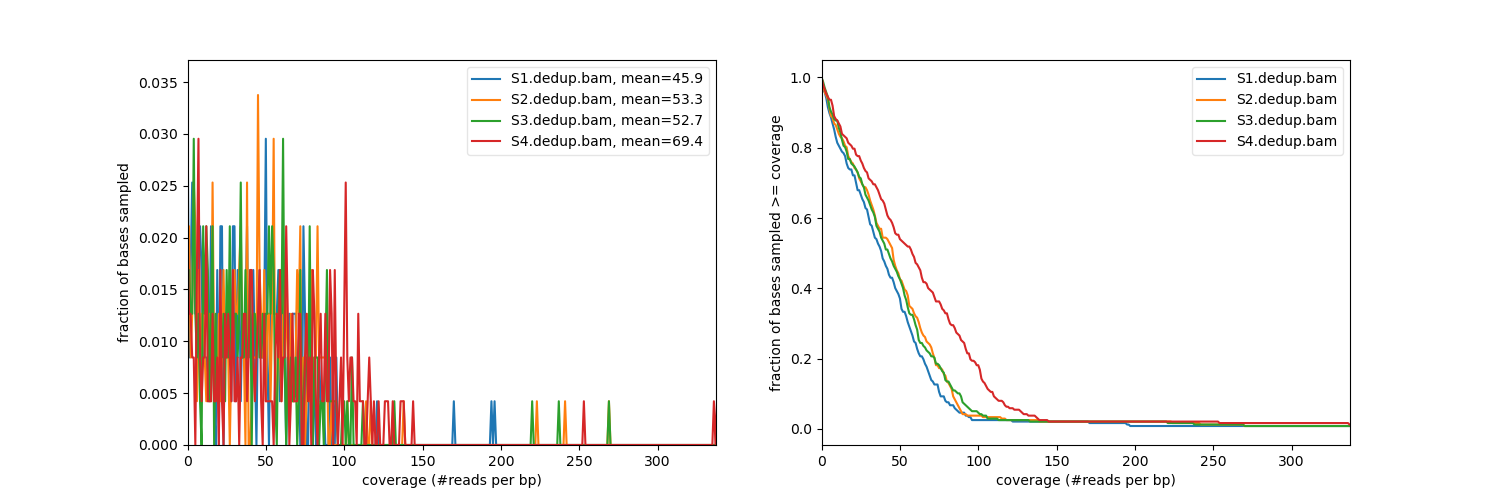 S1.dedup.bam, mean=45.9
S2.dedup.bam, mean=53.3
S3.dedup.bam, mean=52.7
S4.dedup.bam, mean=69.4
fraction of bases sampled
0.035
0.030
0.025
0.020
0.015
0.010
0.005
0.000
0 50 100 150 200 250 300
coverage (#reads per bp)
S1.dedup.bam
S2.dedup.bam
S3.dedup.bam
S4.dedup.bam
fraction of bases sampled >= coverage
1.0
0.8
0.6
0.4
0.2
0.0
0 50 100 150 200 250 300
coverage (#reads per bp)